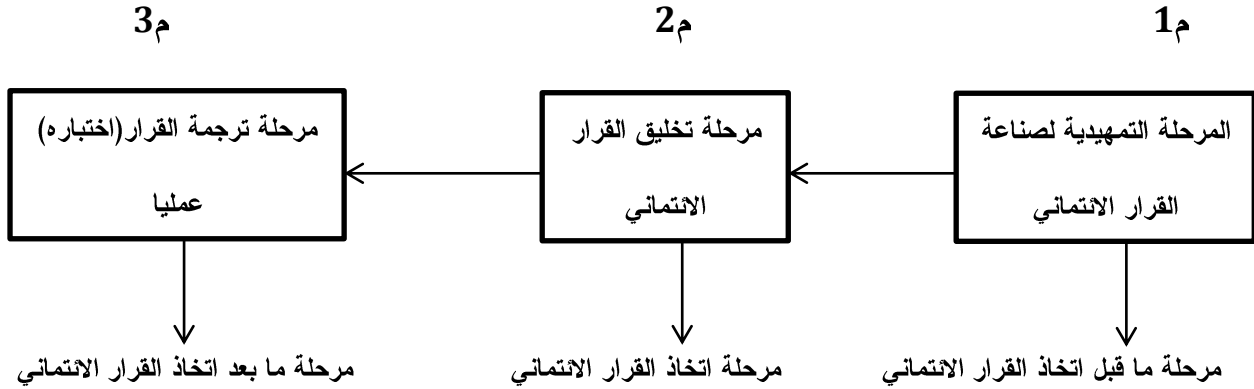 م1
م2
م3
المرحلة التمهيدية لصناعة
القرار الائتماني
مرحلة تخليق القرار
الائتماني
مرحلة ترجمة القرار(اختباره)
عمليا
مرحلة ما قبل اتخاذ القرار الائتماني
مرحلة اتخاذ القرار الائتماني
مرحلة ما بعد اتخاذ القرار الائتماني